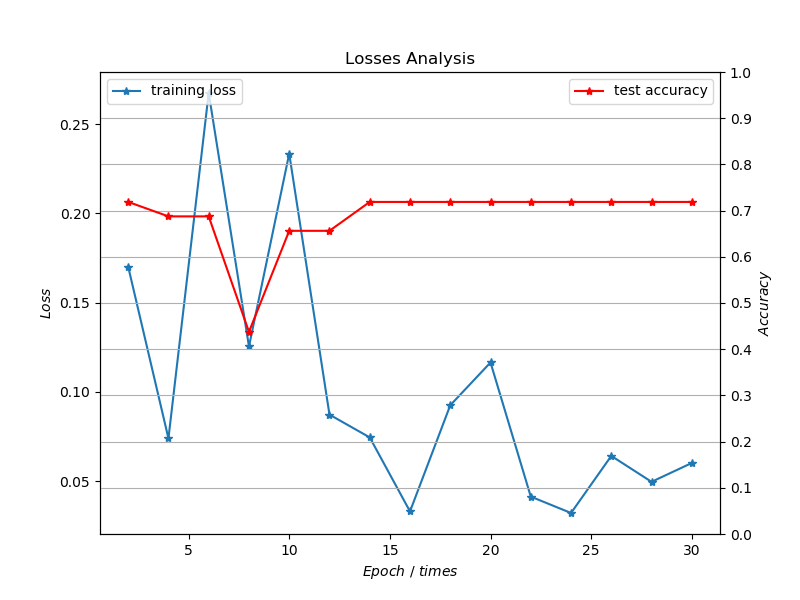 Losses Analysis
training loss
test accuracy
0.25
0.20
0.15
0.10
0.05
Loss
1.0
0.9
0.8
0.7
0.6
0.5
0.4
0.3
0.2
0.1
0.0
Accuracy
5 10 15 20 25 30
Epoch / times